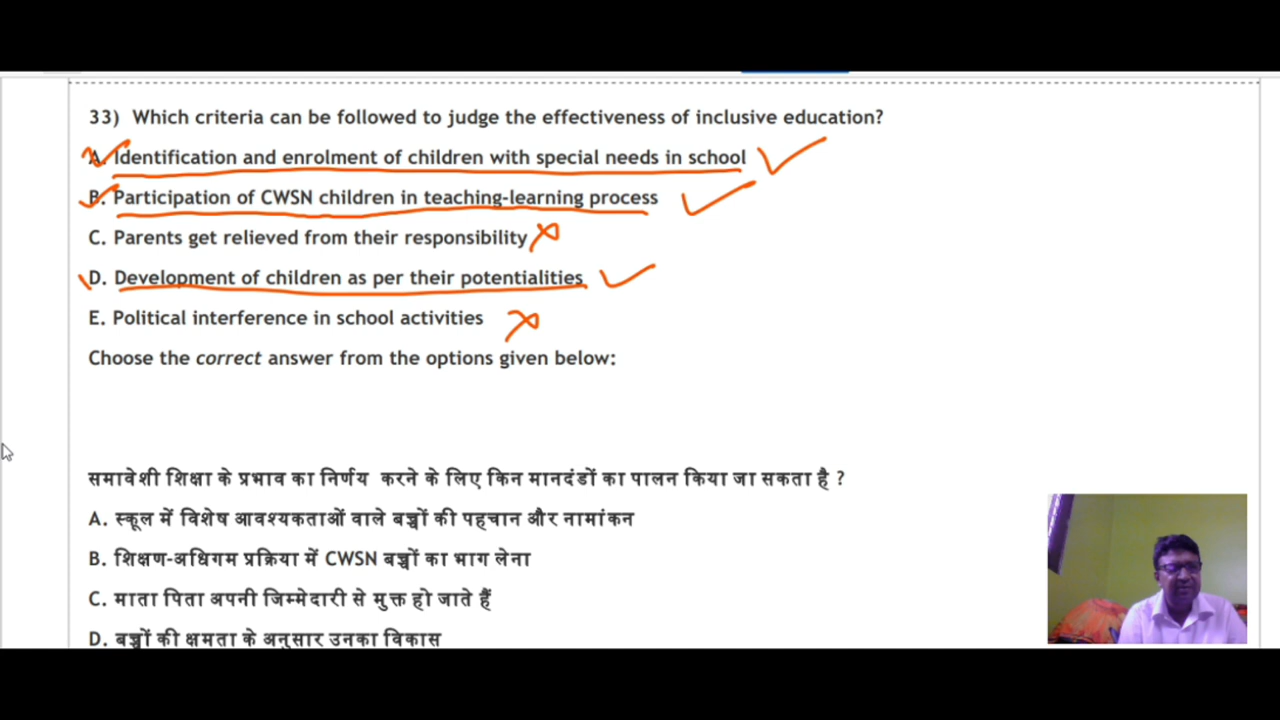 33) Which criteria can be followed to judge the effectiveness of inclusive education?
A. Identification and enrolment of children with special needs in school
B. Participation of CWSN children in teaching-learning process
C. Parents get relieved from their responsibility
D. Development of children as per their potentialities
E. Political interference in school activities
Choose the correct answer from the options given below:
समावेशी शिक्षा के प्रभाव का निर्णय करने के लिए किन मानदंडों का पालन किया जा सकता है ?
A. स्कूल में विशेष आवश्यकताओं वाले बच्चों की पहचान और नामांकन
B. शिक्षण-अधिगम प्रक्रिया में CWSN बच्चों का भाग लेना
C. माता पिता अपनी जिम्मेदारी से मुक्त हो जाते हैं
D. बच्चों की क्षमता के अनुसार उनका विकास